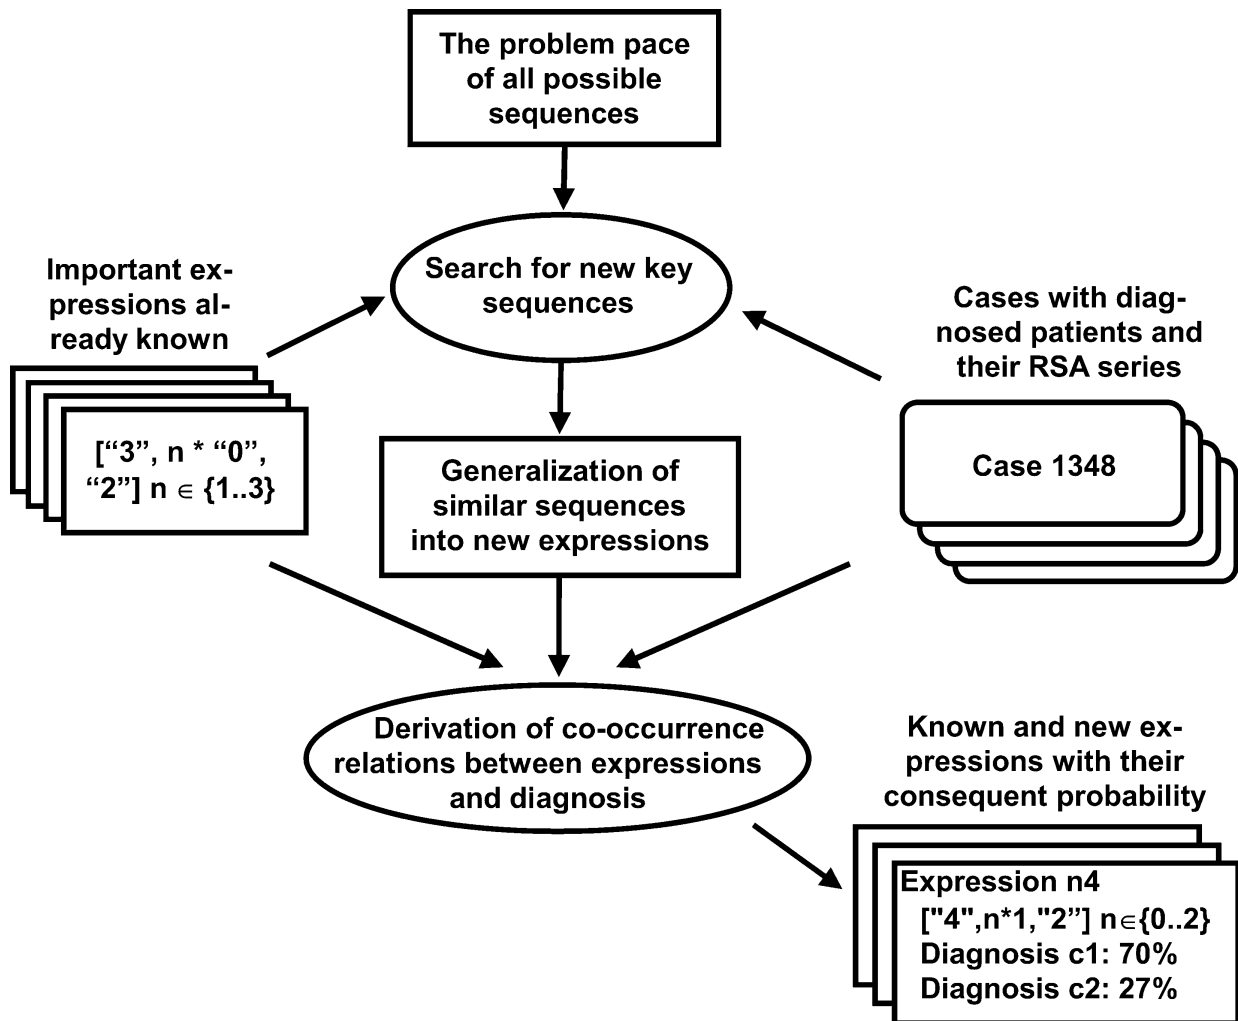 The problem pace
of all possible
sequences
Search for new key
sequences
Important ex-
pressions al-
ready known
Cases with diag-
nosed patients and
their RSA series
[“3”, n * “0”,
“2”] n ∈ {1..3}
Case 1348
Generalization of
similar sequences
into new expressions
Derivation of co-occurrence
relations between expressions
and diagnosis
Known and new ex-
pressions with their
consequent probability
Expression n4
["4",n*1,"2”] n∈{0..2}
Diagnosis c1: 70%
Diagnosis c2: 27%